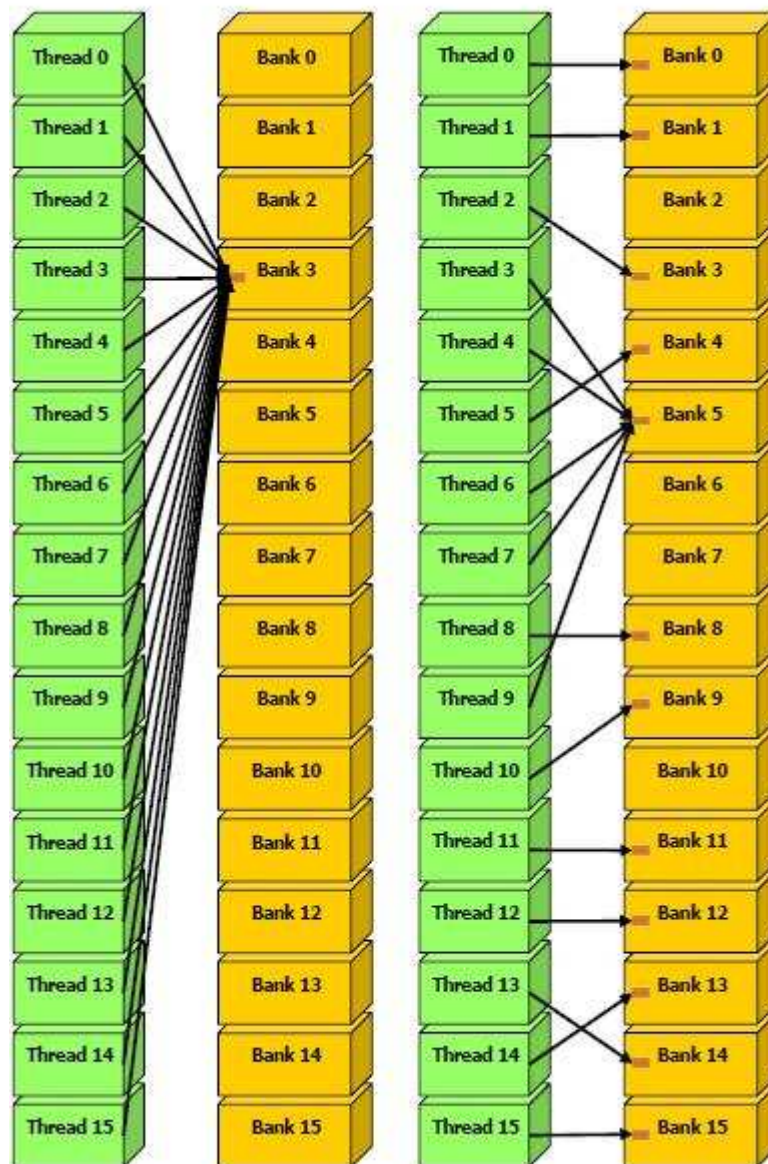 Thread 0 Bank 0 Thread 0 Bank 0
Thread 1 Bank 1 Thread 1 Bank 1
Thread 2 Bank 2 Thread 2 Bank 2
Thread 3 Bank 3 Thread 3 Bank 3
Thread 4 Bank 4 Thread 4 Bank 4
Thread 5 Bank 5 Thread 5 Bank 5
Thread 6 Bank 6 Thread 6 Bank 6
Thread 7 Bank 7 Thread 7 Bank 7
Thread 8 Bank 8 Thread 8 Bank 8
Thread 9 Bank 9 Thread 9 Bank 9
Thread 10 Bank 10 Thread 10 Bank 10
Thread 11 Bank 11 Thread 11 Bank 11
Thread 12 Bank 12 Thread 12 Bank 12
Thread 13 Bank 13 Thread 13 Bank 13
Thread 14 Bank 14 Thread 14 Bank 14
Thread 15 Bank 15 Thread 15 Bank 15